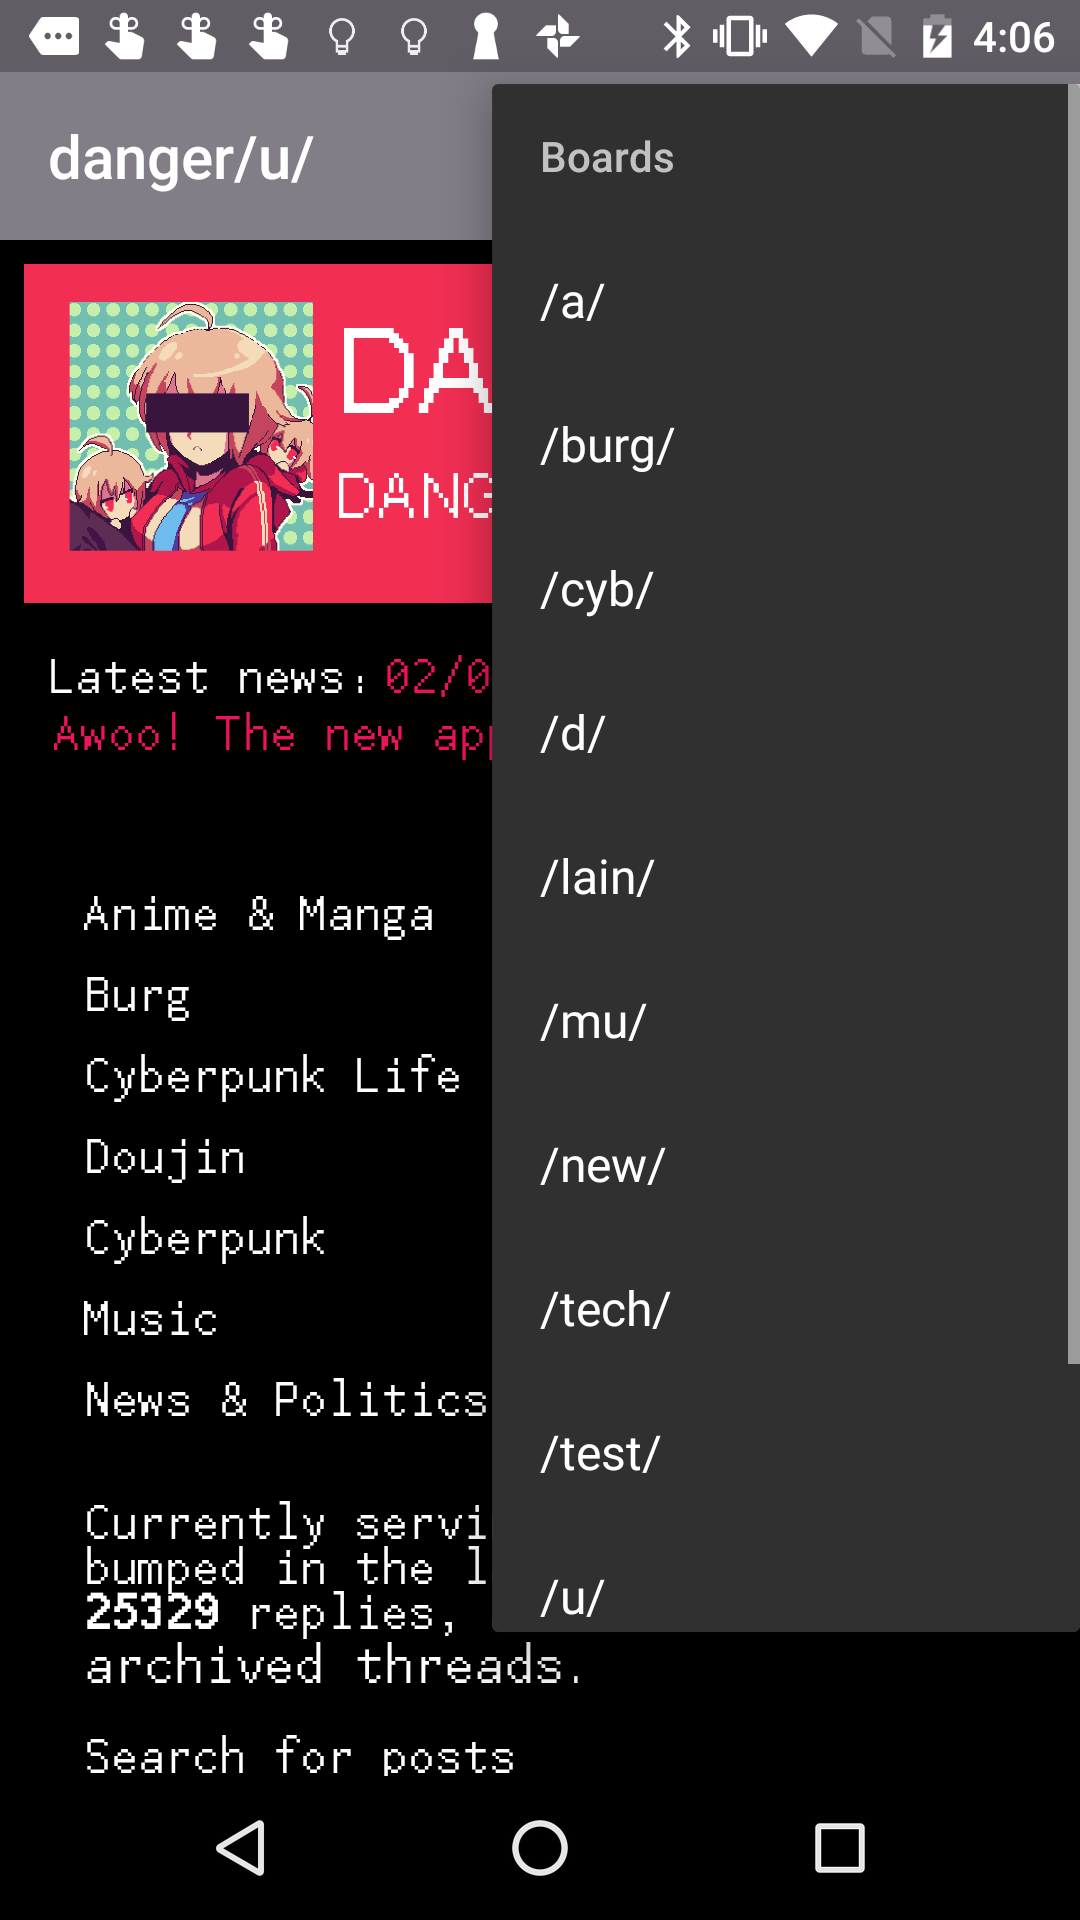 4:06
danger/u/
Boards
/a/
/burg/
/cyb/
/d/
/lain/
/mu/
/new/
/tech/
/test/
/u/
DA
DANG
Latest news: 02/0
Awoo! The new app
Anime & Manga
Burg
Cyberpunk Life
Doujin
Cyberpunk
Music
News & Politics
Currently servi
bumped in the l
25329 replies,
archived threads.
Search for posts